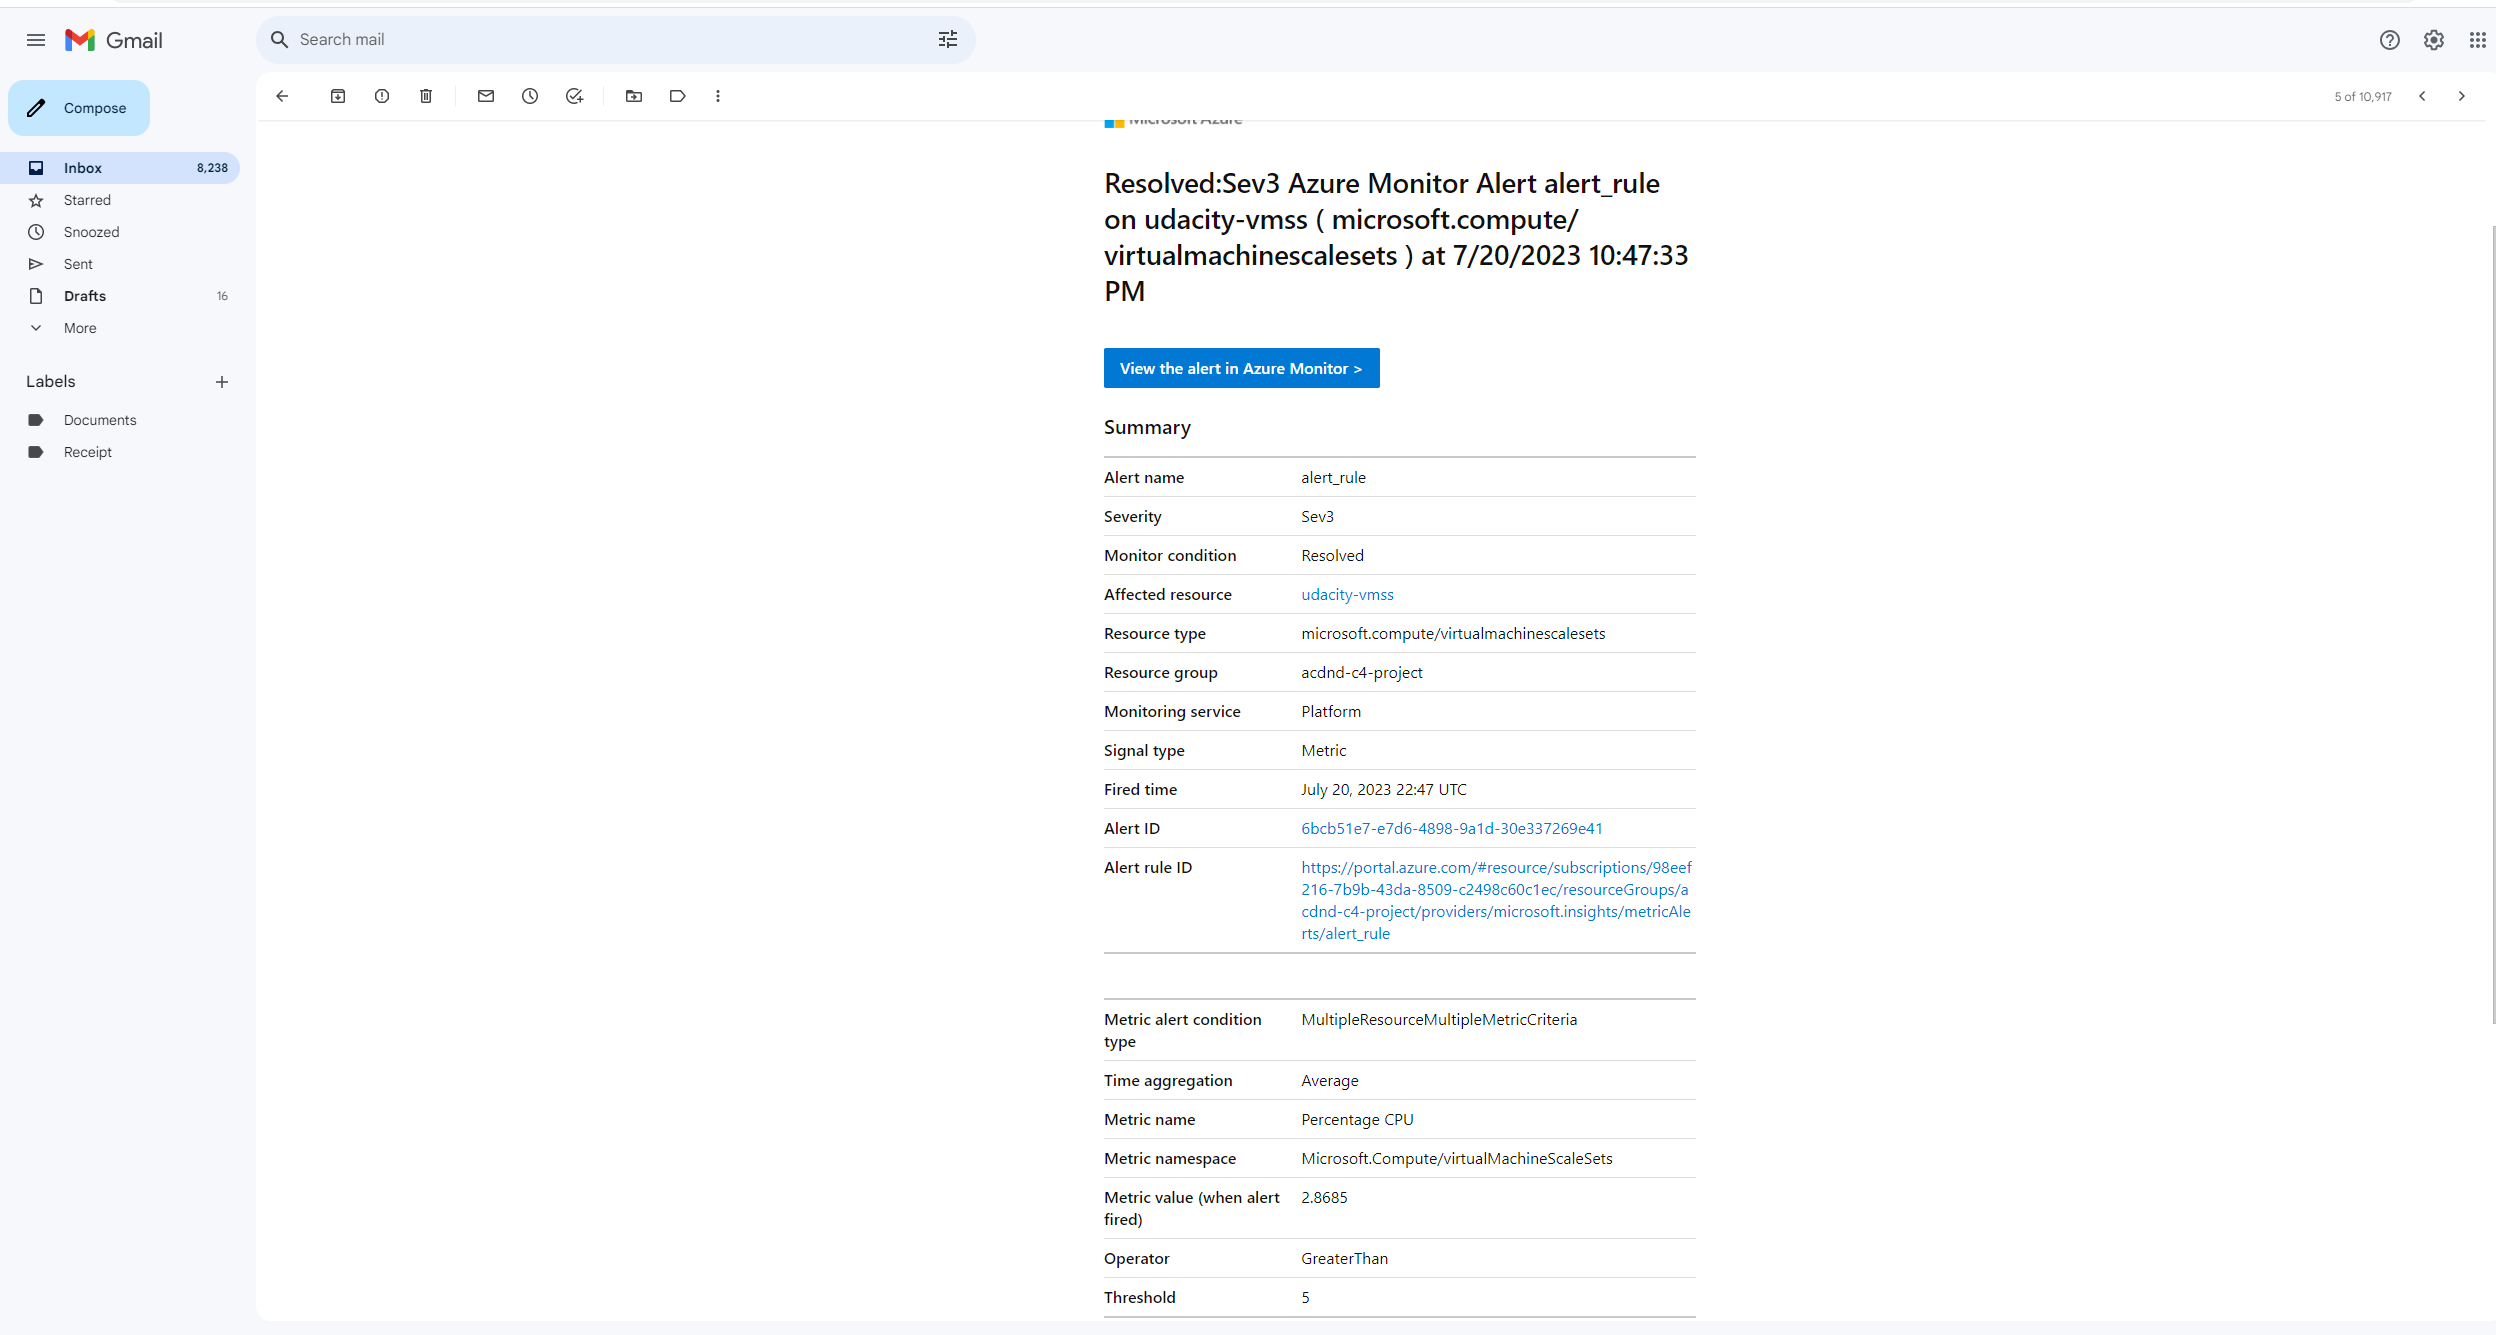 Gmail
Search mail
Compose
5 of 10,917
Inbox 8,238
Starred
Snoozed
Sent
Drafts 16
More
Labels
Documents
Receipt
Microsoft Azure
Resolved:Sev3 Azure Monitor Alert alert_rule
on udacity-vmss ( microsoft.compute/
virtualmachinescalesets ) at 7/20/2023 10:47:33
PM
View the alert in Azure Monitor >
Summary
Alert name alert_rule
Severity Sev3
Monitor condition Resolved
Affected resource udacity-vmss
Resource type microsoft.compute/virtualmachinescalesets
Resource group acdnd-c4-project
Monitoring service Platform
Signal type Metric
Fired time July 20, 2023 22:47 UTC
Alert ID 6bcb51e7-e7d6-4898-9a1d-30e337269e41
Alert rule ID https://portal.azure.com/#resource/subscriptions/98eef
216-7b9b-43da-8509-c2498c60c1ec/resourceGroups/a
cdnd-c4-project/providers/microsoft.insights/metricAle
rts/alert_rule
Metric alert condition MultipleResourceMultipleMetricCriteria
type
Time aggregation Average
Metric name Percentage CPU
Metric namespace Microsoft.Compute/virtualMachineScaleSets
Metric value (when alert 2.8685
fired)
Operator GreaterThan
Threshold 5